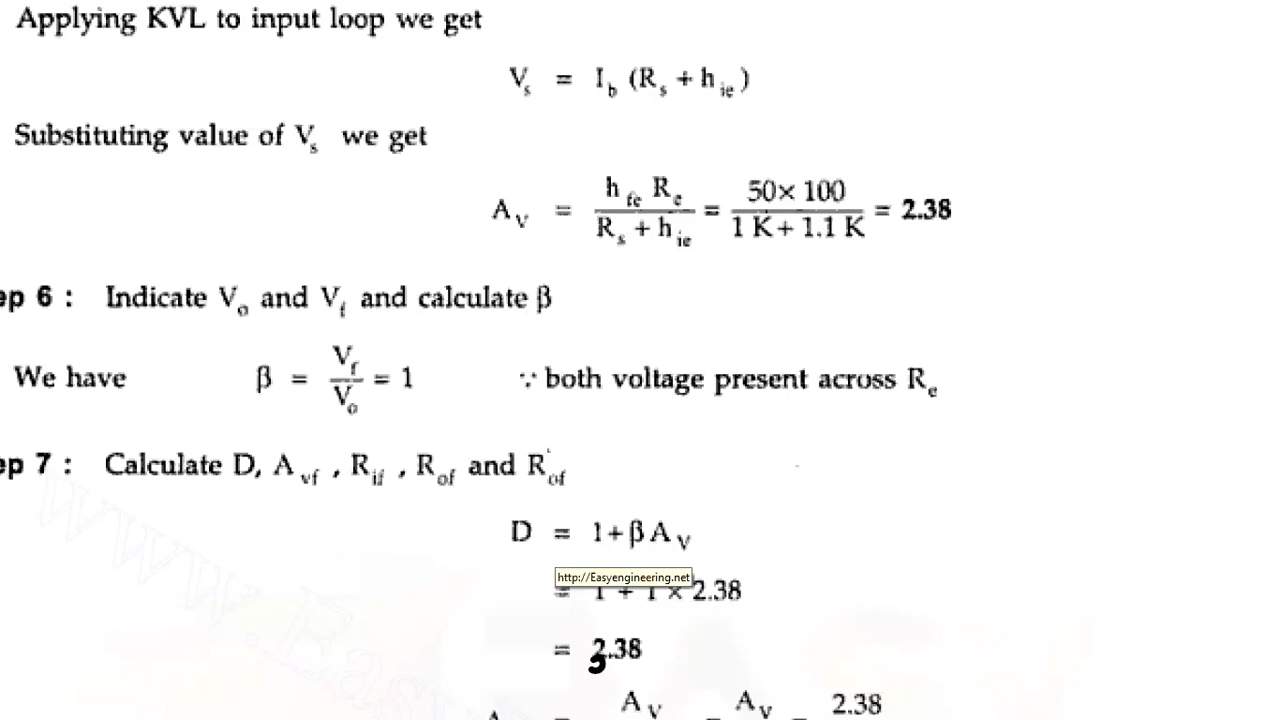 Applying KVL to input loop we get
V_s = I_b (R_s + h_ie)
Substituting value of V_s we get
A_V = h_fe R_e / (R_s + h_ie) = 50× 100 / (1 K+ 1.1 K) = 2.38
ep 6 : Indicate V_o and V_f and calculate β
We have β = V_f / V_o = 1 ∵ both voltage present across R_e
ep 7 : Calculate D, A_vf , R_if , R_of and R'_of
D = 1+ β A_V
http://Easyengineering.net
= 1 + 1 × 2.38
= 2.38
A_V A_V 2.38